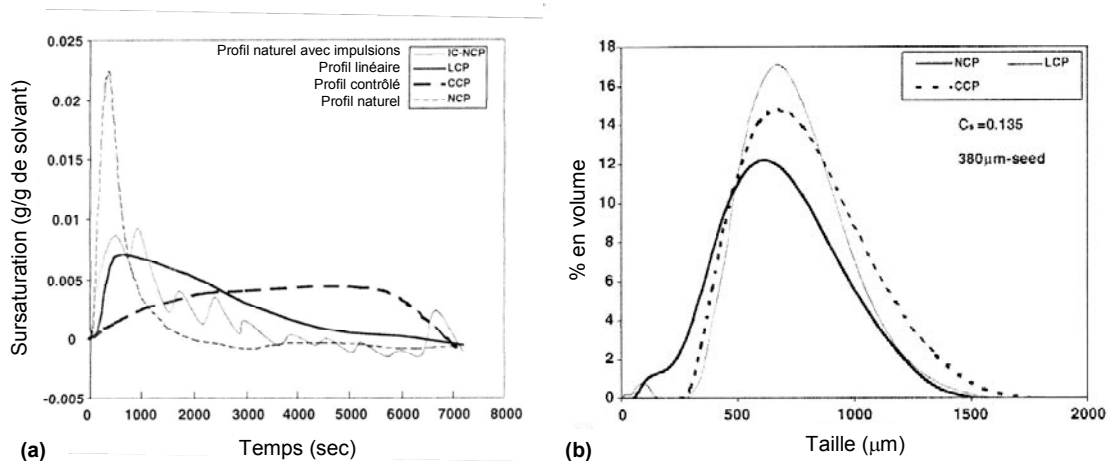 Sursaturation (g/g de solvant)
0.025
0.02
0.015
0.01
0.005
0
-0.005
Profil naturel avec impulsions IC-NCP
Profil linéaire LCP
Profil contrôlé CCP
Profil naturel NCP
0 1000 2000 3000 4000 5000 6000 7000 8000
Temps (sec)
(a)
% en volume
18
16
14
12
10
8
6
4
2
0
NCP LCP
CCP
Cs=0.135
380µm-seed
0 500 1000 1500 2000
Taille (µm)
(b)